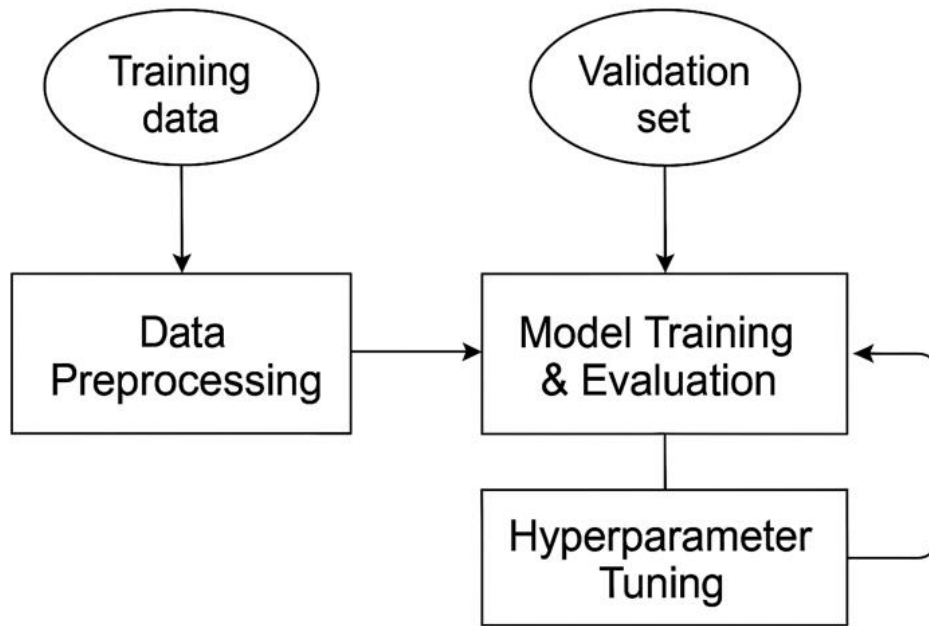 Training
data
Validation
set
Data
Preprocessing
Model Training
& Evaluation
Hyperparameter
Tuning